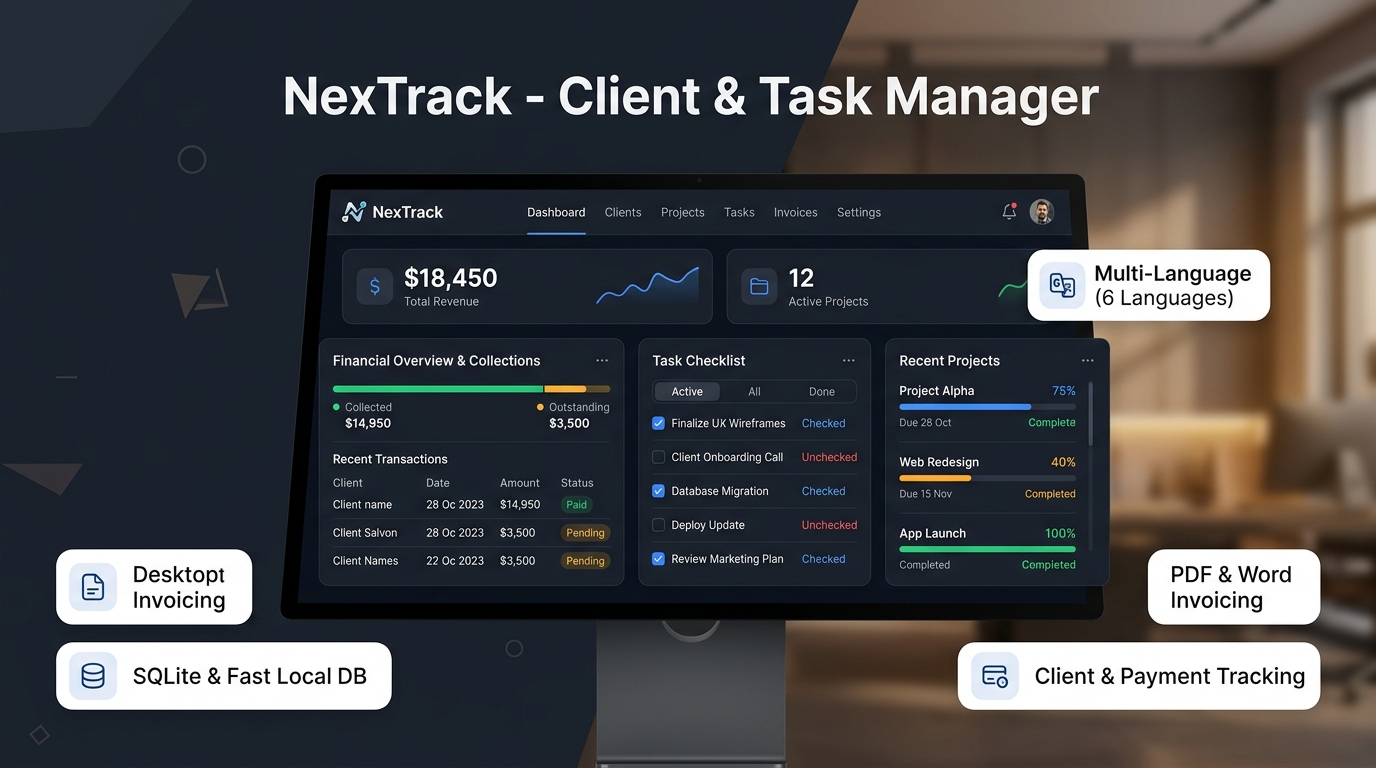 NexTrack - Client & Task Manager
NexTrack
Dashboard Clients Projects Tasks Invoices Settings
$18,450
Total Revenue
12
Active Projects
Multi-Language
(6 Languages)
Financial Overview & Collections
Collected
$14,950
Outstanding
$3,500
Recent Transactions
Client Date Amount Status
Client name 28 Oc 2023 $14,950 Paid
Client Salvon 28 Oc 2023 $3,500 Pending
Client Names 22 Oc 2023 $3,500 Pending
Task Checklist
Active All Done
Finalize UK Wireframes Checked
Client Onboarding Call Unchecked
Database Migration Checked
Deploy Update Unchecked
Review Marketing Plan Checked
Recent Projects
Project Alpha 75%
Due 28 Oct Complete
Web Redesign 40%
Due 15 Nov Completed
App Launch 100%
Completed Completed
Desktopt
Invoicing
SQLite & Fast Local DB
PDF & Word
Invoicing
Client & Payment Tracking